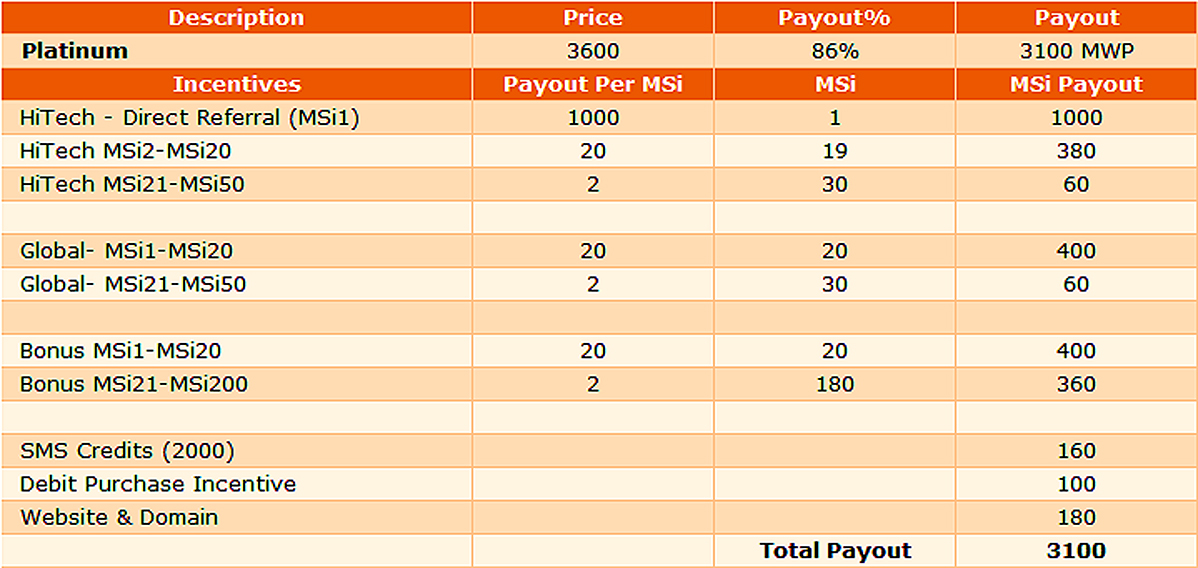 Description Price Payout% Payout
Platinum 3600 86% 3100 MWP
Incentives Payout Per MSi MSi MSi Payout
HiTech - Direct Referral (MSi1) 1000 1 1000
HiTech MSi2-MSi20 20 19 380
HiTech MSi21-MSi50 2 30 60
Global- MSi1-MSi20 20 20 400
Global- MSi21-MSi50 2 30 60
Bonus MSi1-MSi20 20 20 400
Bonus MSi21-MSi200 2 180 360
SMS Credits (2000) 160
Debit Purchase Incentive 100
Website & Domain 180
Total Payout 3100